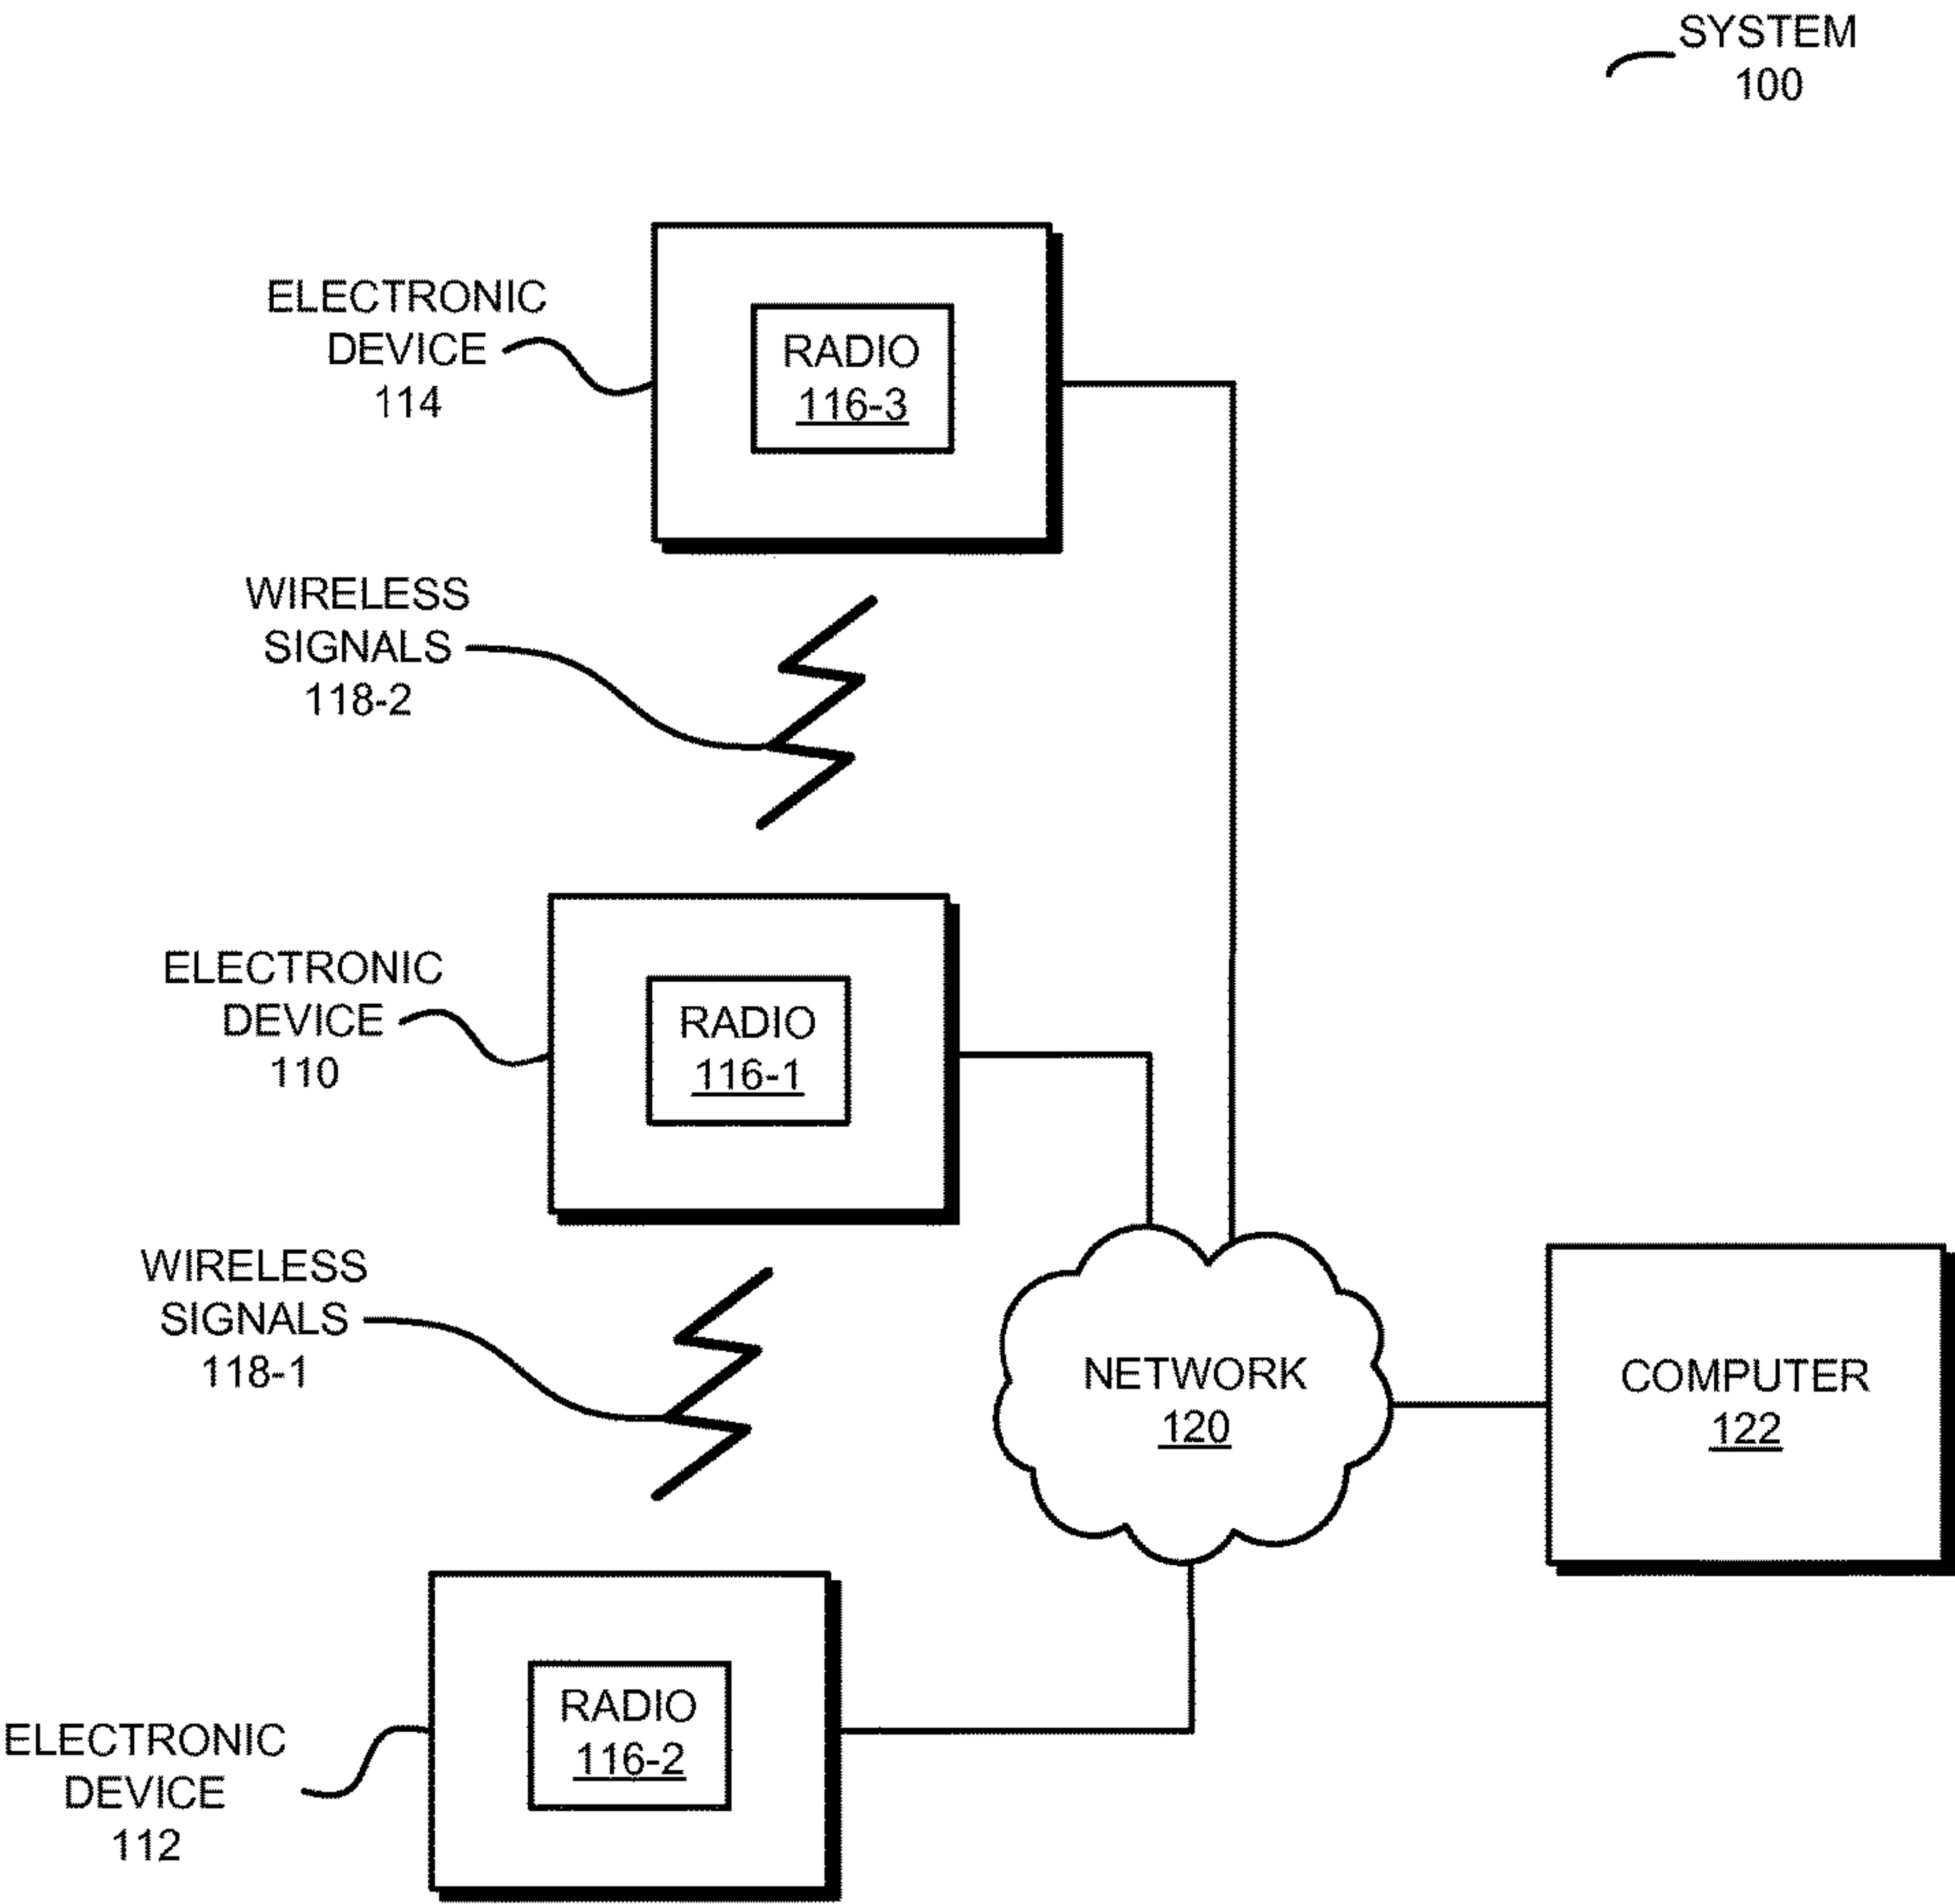 SYSTEM
100
ELECTRONIC
DEVICE
114
RADIO
116-3
WIRELESS
SIGNALS
118-2
ELECTRONIC
DEVICE
110
RADIO
116-1
WIRELESS
SIGNALS
118-1
NETWORK
120
COMPUTER
122
ELECTRONIC
DEVICE
112
RADIO
116-2